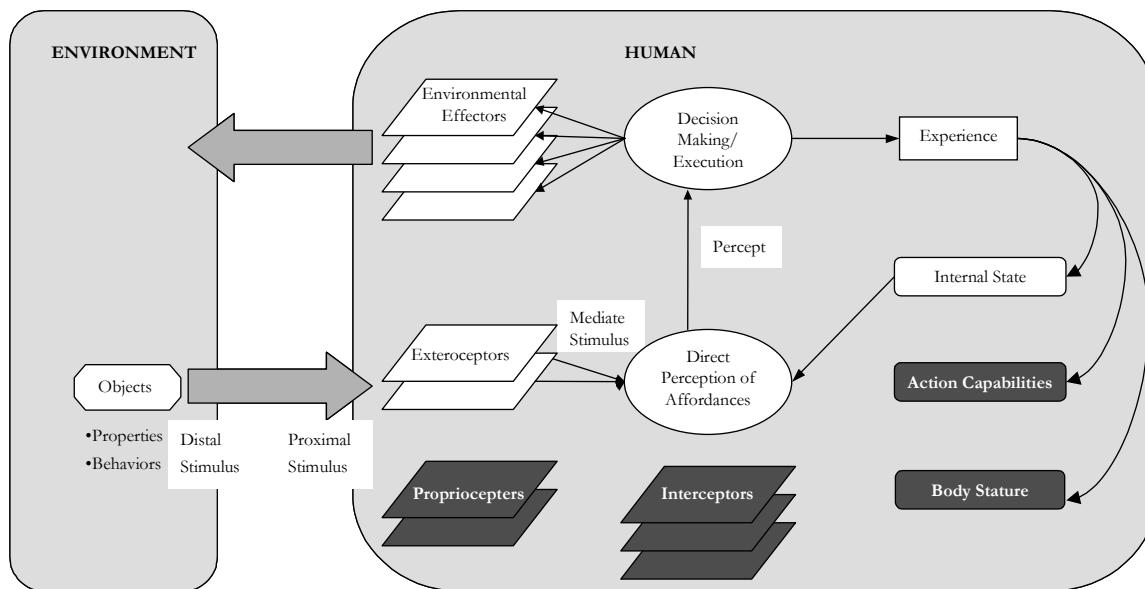 ENVIRONMENT
HUMAN
Environmental
Effectors
Decision
Making/
Execution
Experience
Percept
Internal State
Mediate
Stimulus
Exteroceptors
Direct
Perception of
Affordances
Objects
Action Capabilities
•Properties
•Behaviors
Distal
Stimulus
Proximal
Stimulus
Propriocepters
Interceptors
Body Stature